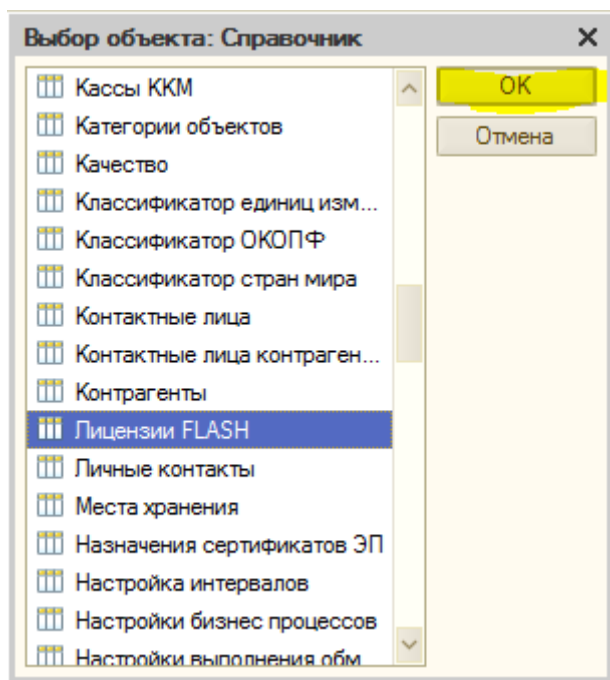 Выбор объекта: Справочник
Кассы ККМ
Категории объектов
Качество
Классификатор единиц изм...
Классификатор ОКОПФ
Классификатор стран мира
Контактные лица
Контактные лица контраген...
Контрагенты
Лицензии FLASH
Личные контакты
Места хранения
Назначения сертификатов ЭП
Настройка интервалов
Настройки бизнес процессов
Настройки выполнения обм
ОК
Отмена